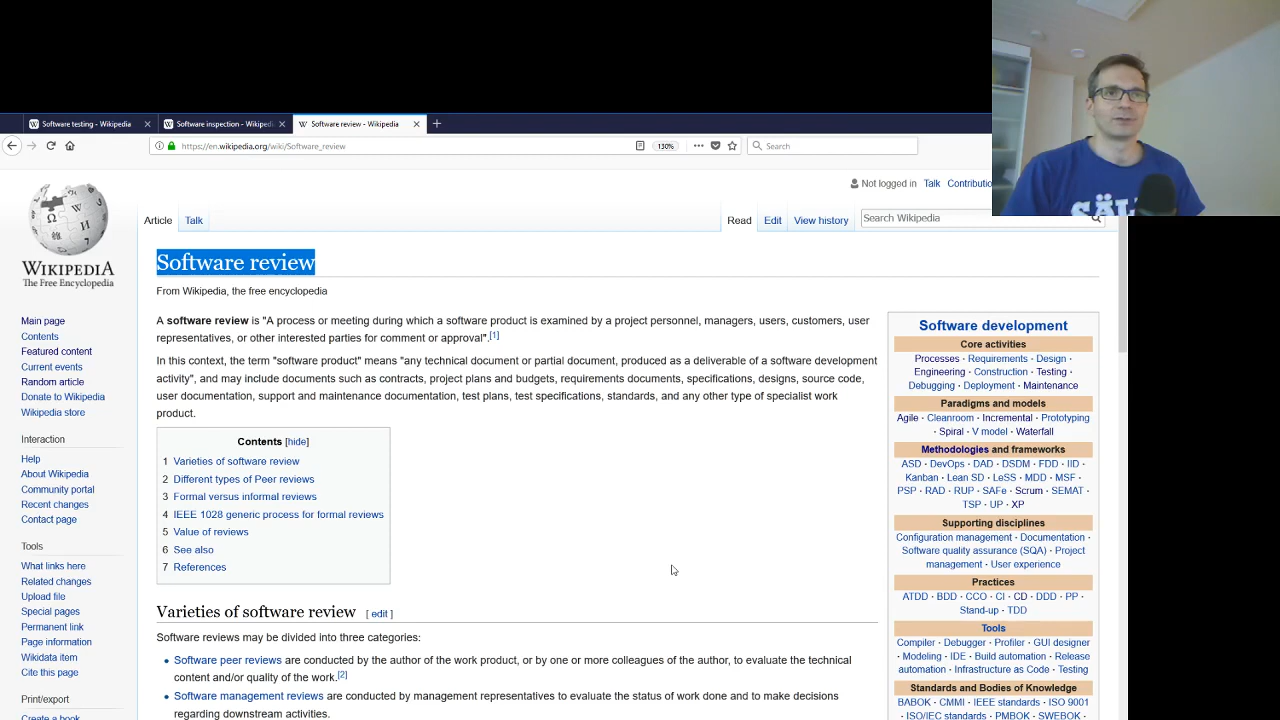 Software testing - Wikipedia
Software inspection - Wikiped
Software review - Wikipedia
https://en.wikipedia.org/wiki/Software_review
130%
Search
Not logged in Talk Contributio
Article Talk
Read Edit View history
Search Wikipedia
WIKIPEDIA
The Free Encyclopedia
Main page
Contents
Featured content
Current events
Random article
Donate to Wikipedia
Wikipedia store
Interaction
Help
About Wikipedia
Community portal
Recent changes
Contact page
Tools
What links here
Related changes
Upload file
Special pages
Permanent link
Page information
Wikidata item
Cite this page
Print/export
Create a book
Software review
From Wikipedia, the free encyclopedia
A software review is "A process or meeting during which a software product is examined by a project personnel, managers, users, customers, user
representatives, or other interested parties for comment or approval".[1]
In this context, the term "software product" means "any technical document or partial document, produced as a deliverable of a software development
activity", and may include documents such as contracts, project plans and budgets, requirements documents, specifications, designs, source code,
user documentation, support and maintenance documentation, test plans, test specifications, standards, and any other type of specialist work
product.
Contents [hide]
1 Varieties of software review
2 Different types of Peer reviews
3 Formal versus informal reviews
4 IEEE 1028 generic process for formal reviews
5 Value of reviews
6 See also
7 References
Varieties of software review [ edit ]
Software reviews may be divided into three categories:
• Software peer reviews are conducted by the author of the work product, or by one or more colleagues of the author, to evaluate the technical
content and/or quality of the work.[2]
• Software management reviews are conducted by management representatives to evaluate the status of work done and to make decisions
regarding downstream activities.
Software development
Core activities
Processes · Requirements · Design ·
Engineering · Construction · Testing ·
Debugging · Deployment · Maintenance
Paradigms and models
Agile · Cleanroom · Incremental · Prototyping
· Spiral · V model · Waterfall
Methodologies and frameworks
ASD · DevOps · DAD · DSDM · FDD · IID ·
Kanban · Lean SD · LeSS · MDD · MSF ·
PSP · RAD · RUP · SAFe · Scrum · SEMAT ·
TSP · UP · XP
Supporting disciplines
Configuration management · Documentation ·
Software quality assurance (SQA) · Project
management · User experience
Practices
ATDD · BDD · CCO · CI · CD · DDD · PP ·
Stand-up · TDD
Tools
Compiler · Debugger · Profiler · GUI designer
· Modeling · IDE · Build automation · Release
automation · Infrastructure as Code · Testing
Standards and Bodies of Knowledge
BABOK · CMMI · IEEE standards · ISO 9001
· ISO/IEC standards · PMBOK · SWEBOK ·